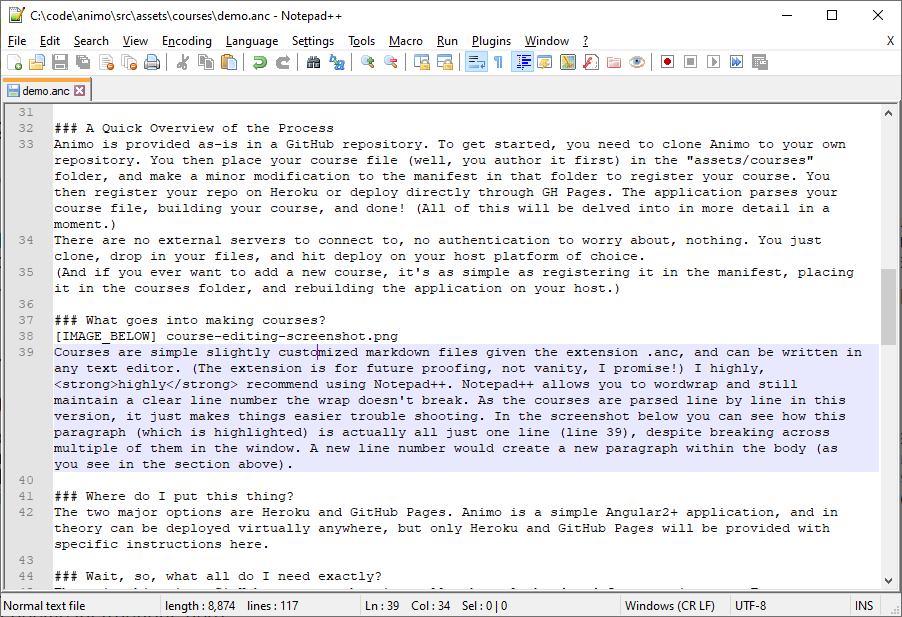 C:\code\animo\src\assets\courses\demo.anc - Notepad++
File Edit Search View Encoding Language Settings Tools Macro Run Plugins Window ? X
demo.anc
31
32 ### A Quick Overview of the Process
33 Animo is provided as-is in a GitHub repository. To get started, you need to clone Animo to your own
repository. You then place your course file (well, you author it first) in the "assets/courses"
folder, and make a minor modification to the manifest in that folder to register your course. You
then register your repo on Heroku or deploy directly through GH Pages. The application parses your
course file, building your course, and done! (All of this will be delved into in more detail in a
moment.)
34 There are no external servers to connect to, no authentication to worry about, nothing. You just
clone, drop in your files, and hit deploy on your host platform of choice.
35 (And if you ever want to add a new course, it's as simple as registering it in the manifest, placing
it in the courses folder, and rebuilding the application on your host.)
36
37 ### What goes into making courses?
38 [IMAGE_BELOW] course-editing-screenshot.png
39 Courses are simple slightly customized markdown files given the extension .anc, and can be written in
any text editor. (The extension is for future proofing, not vanity, I promise!) I highly,
<strong>highly</strong> recommend using Notepad++. Notepad++ allows you to wordwrap and still
maintain a clear line number the wrap doesn't break. As the courses are parsed line by line in this
version, it just makes things easier trouble shooting. In the screenshot below you can see how this
paragraph (which is highlighted) is actually all just one line (line 39), despite breaking across
multiple of them in the window. A new line number would create a new paragraph within the body (as
you see in the section above).
40
41 ### Where do I put this thing?
42 The two major options are Heroku and GitHub Pages. Animo is a simple Angular2+ application, and in
theory can be deployed virtually anywhere, but only Heroku and GitHub Pages will be provided with
specific instructions here.
43
44 ### Wait, so, what all do I need exactly?
Normal text file length : 8,874 lines : 117 Ln : 39 Col : 34 Sel : 0 | 0 Windows (CR LF) UTF-8 INS